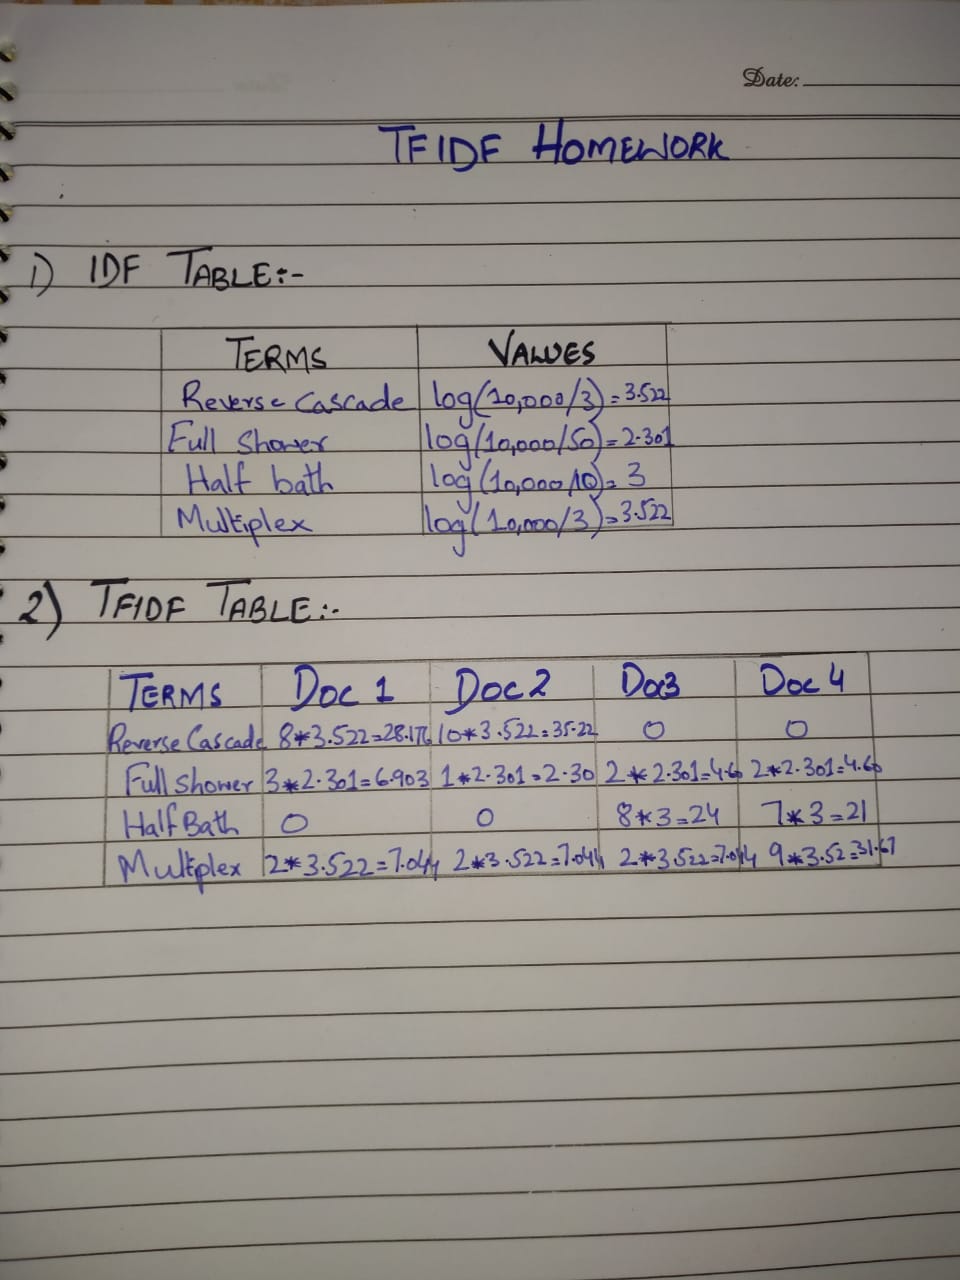 Date:
TFIDF HOMEWORK
1) IDF TABLE:-
TERMS VALUES
Reverse Cascade log(10,000/3)=3.522
Full Shower log(10,000/50)=2.301
Half bath log(10,000/10)=3
Multiplex log(10,000/3)=3.522
2) TFIDF TABLE:-
TERMS Doc 1 Doc 2 Doc3 Doc 4
Reverse Cascade 8*3.522=28.176 10*3.522=35.22 0 0
Full Shower 3*2.301=6.903 1*2.301=2.30 2*2.301=4.60 2*2.301=4.60
Half Bath 0 0 8*3=24 7*3=21
Multiplex 2*3.522=7.044 2*3.522=7.044 2*3.522=7.044 9*3.52=31.67